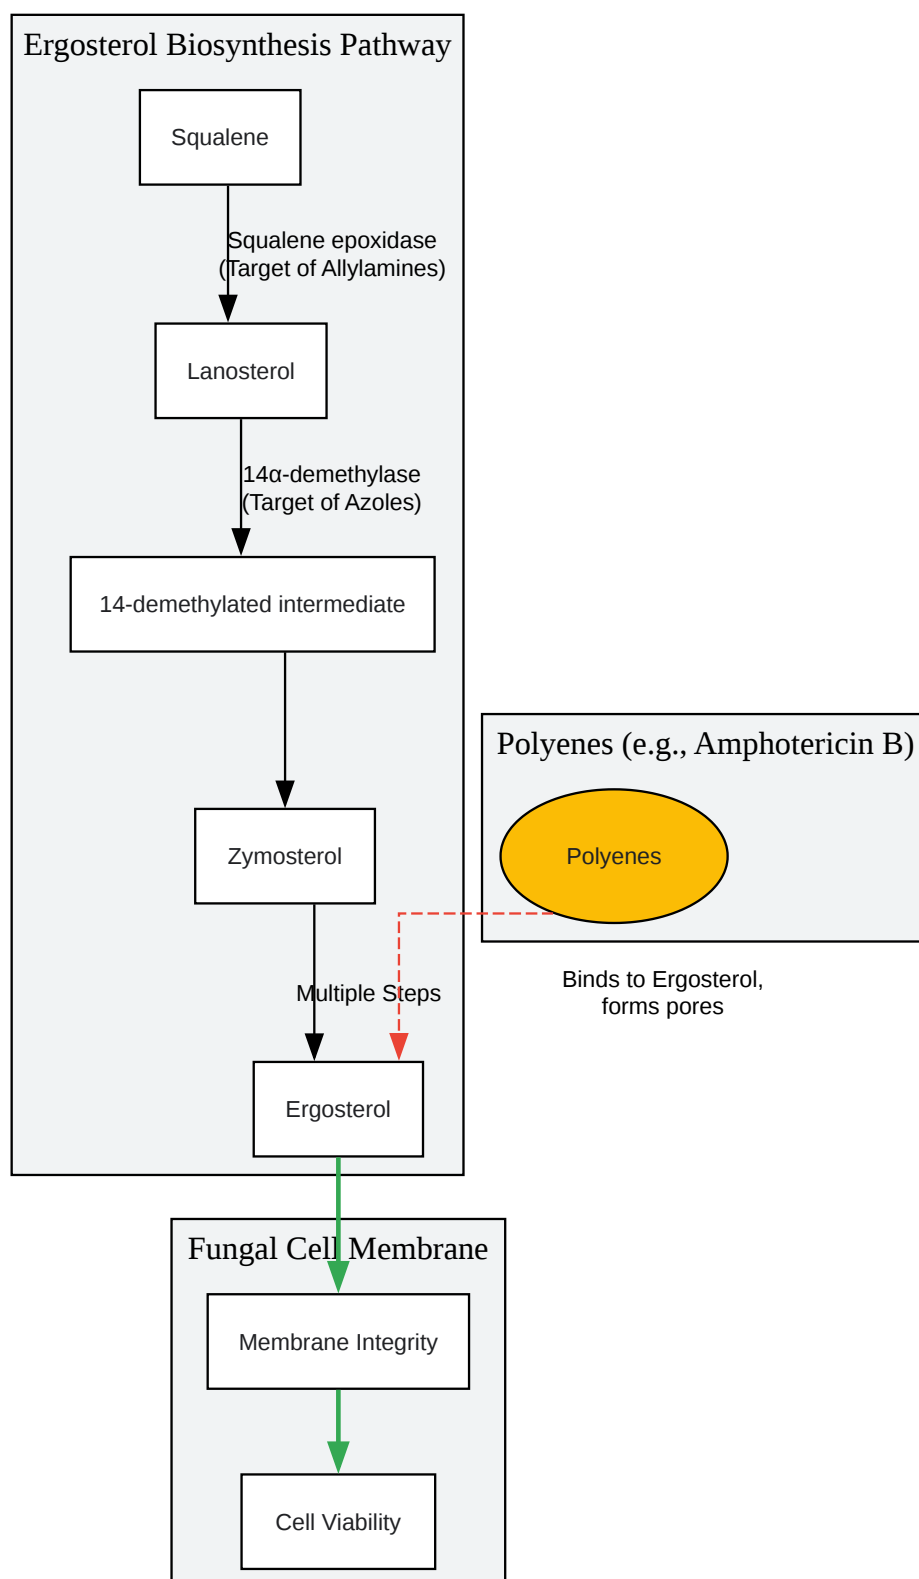 Ergosterol Biosynthesis Pathway
Squalene
Squalene epoxidase
(Target of Allylamines)
Lanosterol
14α-demethylase
(Target of Azoles)
14-demethylated intermediate
Polyenes (e.g., Amphotericin B)
Zymosterol
Polyenes
Multiple Steps
Binds to Ergosterol,
forms pores
Ergosterol
Fungal Cell Membrane
Membrane Integrity
Cell Viability